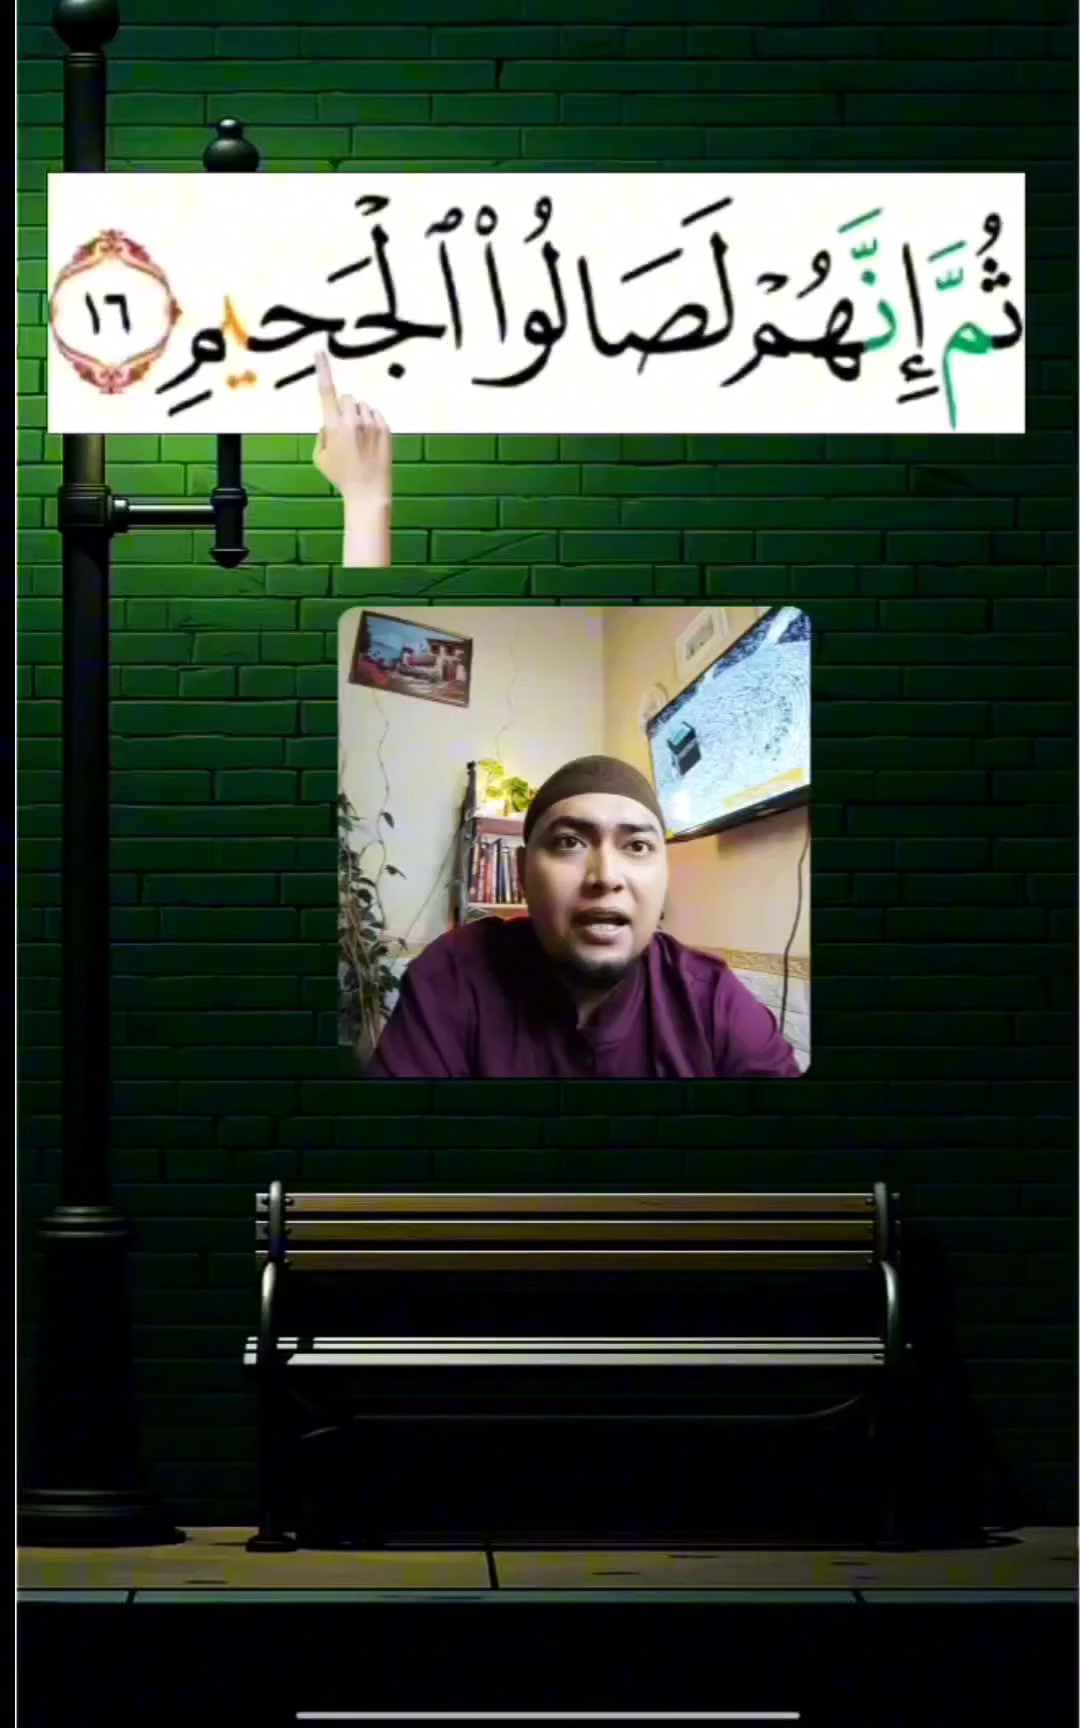 ثُمَّ إِنَّهُمْ لَصَالُوا۟ ٱلْجَحِيمِ ١٦